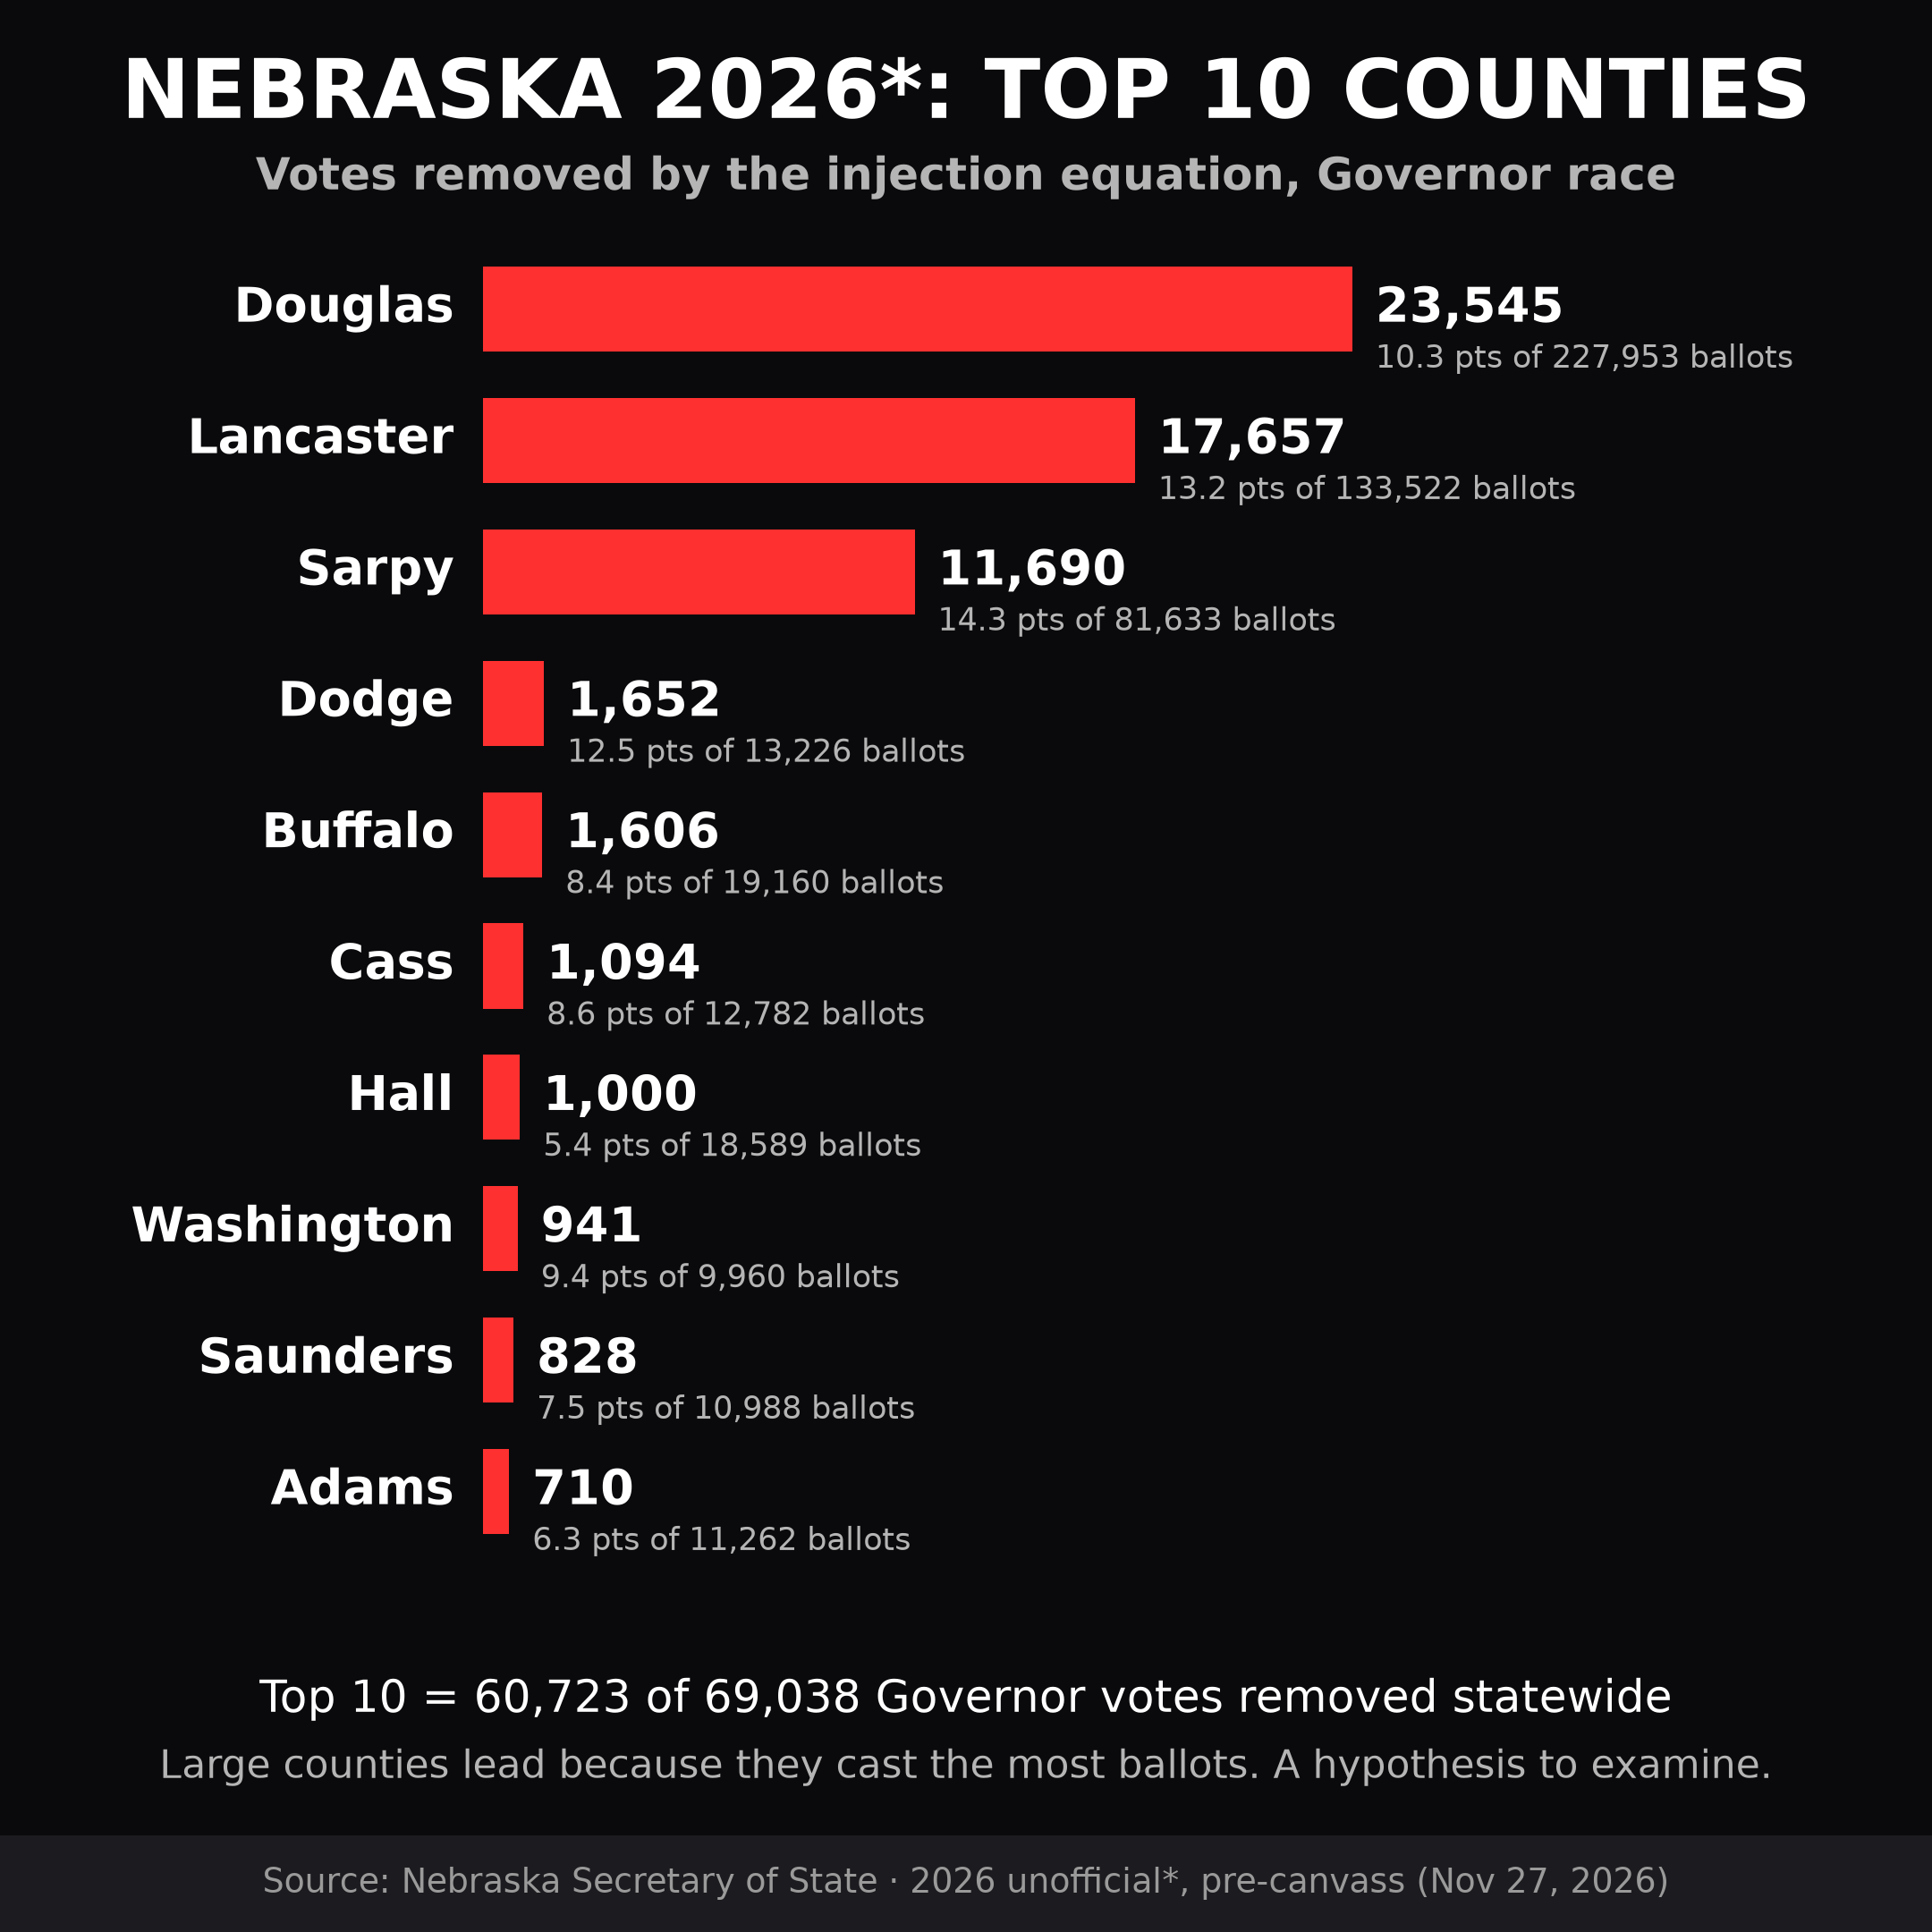 NEBRASKA 2026*: TOP 10 COUNTIES
Votes removed by the injection equation, Governor race
Douglas
23,545
10.3 pts of 227,953 ballots
Lancaster
17,657
13.2 pts of 133,522 ballots
Sarpy
11,690
14.3 pts of 81,633 ballots
Dodge
1,652
12.5 pts of 13,226 ballots
Buffalo
1,606
8.4 pts of 19,160 ballots
Cass
1,094
8.6 pts of 12,782 ballots
Hall
1,000
5.4 pts of 18,589 ballots
Washington
941
9.4 pts of 9,960 ballots
Saunders
828
7.5 pts of 10,988 ballots
Adams
710
6.3 pts of 11,262 ballots
Top 10 = 60,723 of 69,038 Governor votes removed statewide
Large counties lead because they cast the most ballots. A hypothesis to examine.
Source: Nebraska Secretary of State · 2026 unofficial*, pre-canvass (Nov 27, 2026)